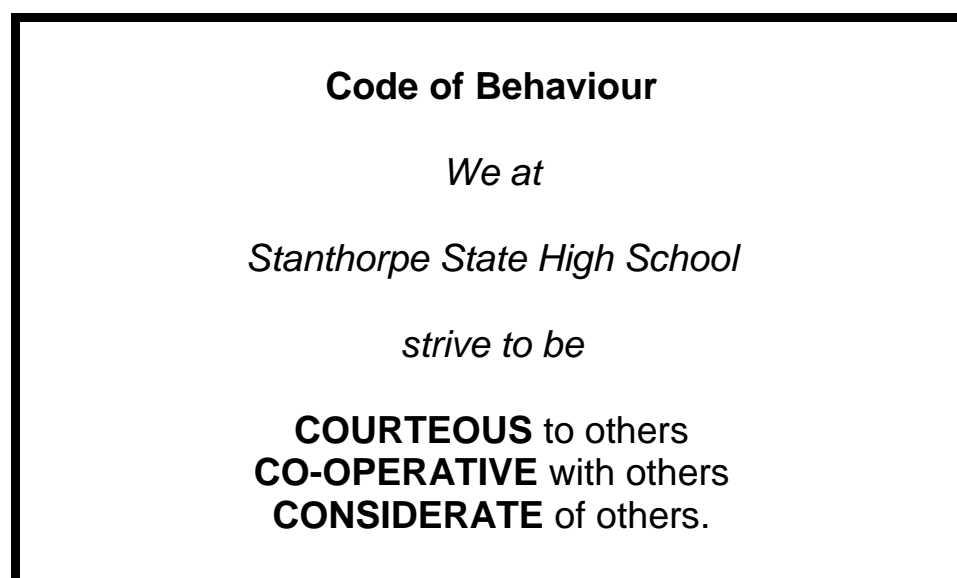 Code of Behaviour
We at
Stanthorpe State High School
strive to be
COURTEOUS to others
CO-OPERATIVE with others
CONSIDERATE of others.